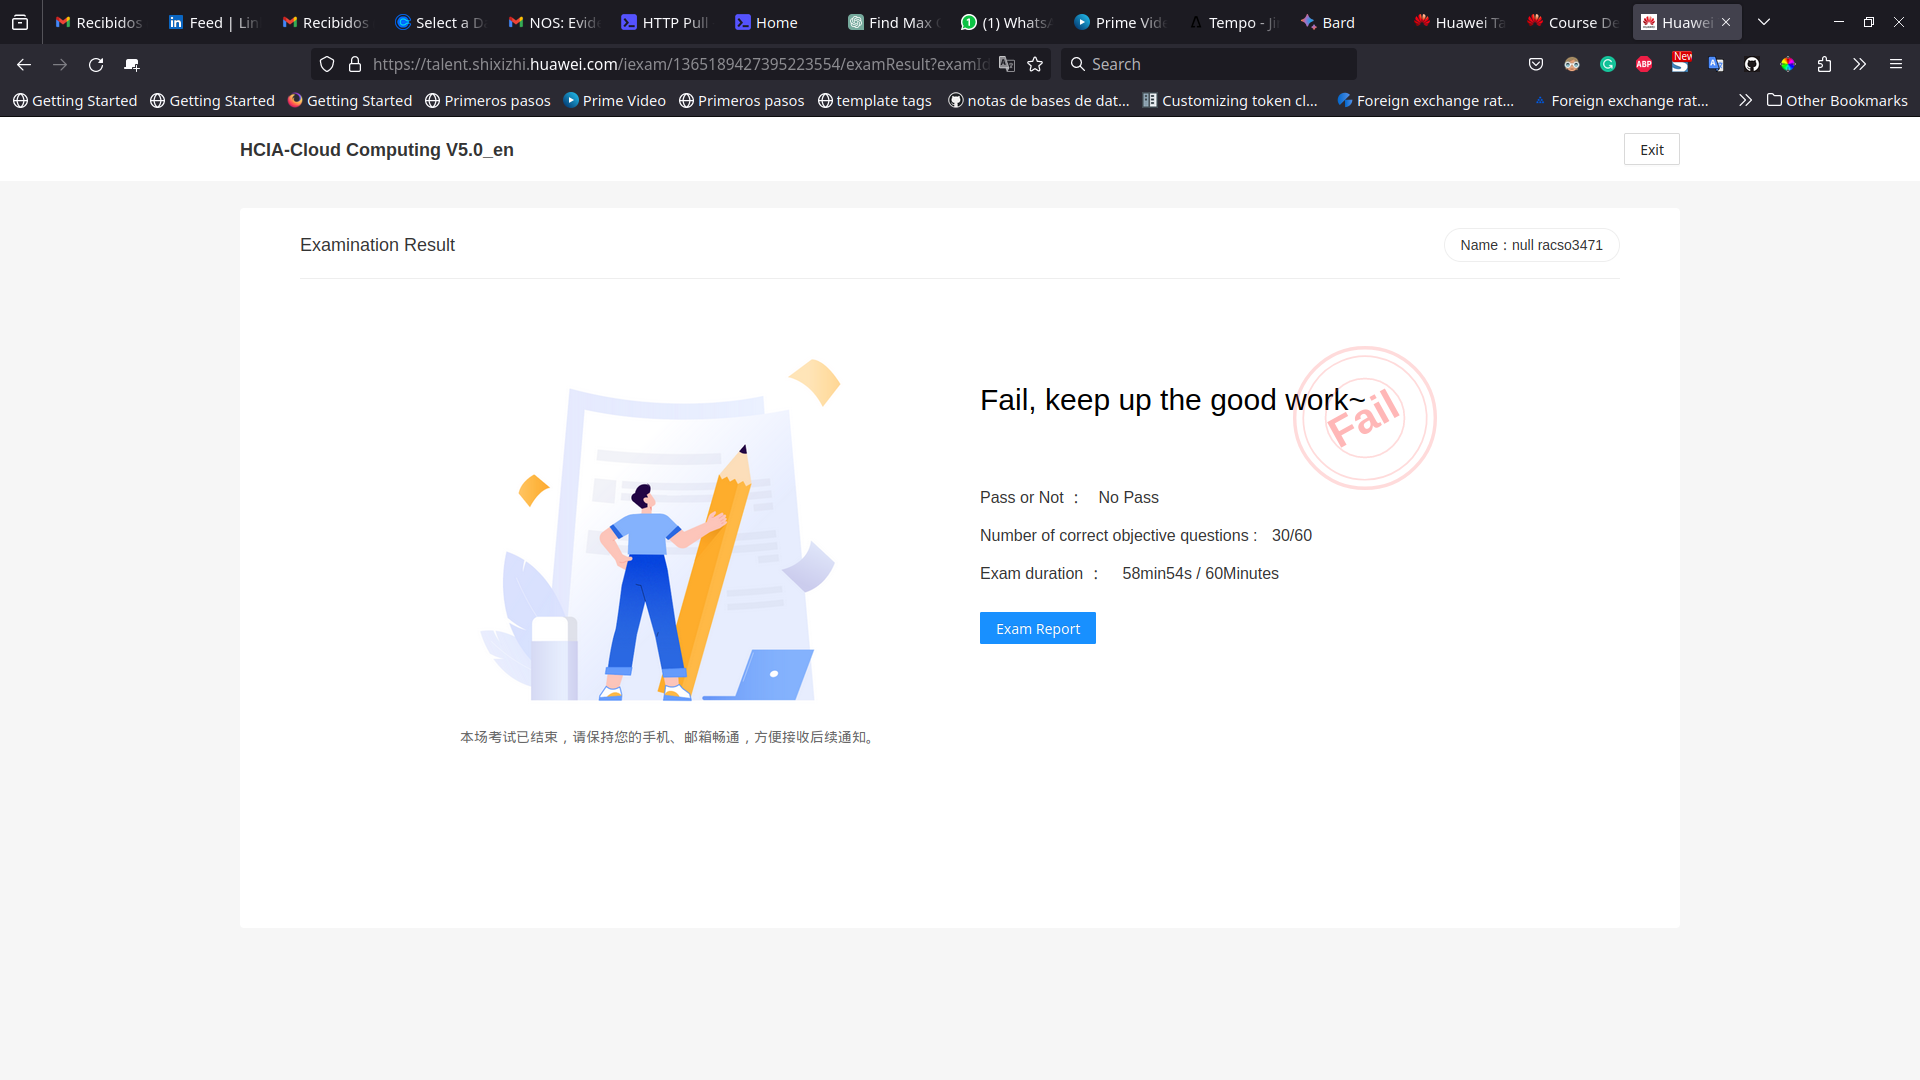 Recibidos
Feed | Lin
Recibidos
Select a D
NOS: Evide
HTTP Pull
Home
Find Max
(1) Whats
Prime Vid
Tempo - Ji
Bard
Huawei Ta
Course De
Huawei
https://talent.shixizhi.huawei.com/iexam/1365189427395223554/examResult?examId
Search
New
Getting Started
Getting Started
Getting Started
Primeros pasos
Prime Video
Primeros pasos
template tags
notas de bases de dat...
Customizing token cl...
Foreign exchange rat...
Foreign exchange rat...
Other Bookmarks
HCIA-Cloud Computing V5.0_en
Exit
Examination Result
Name：null racso3471
Fail, keep up the good work~
Fail
Pass or Not ： No Pass
Number of correct objective questions : 30/60
Exam duration ： 58min54s / 60Minutes
Exam Report
本场考试已结束，请保持您的手机、邮箱畅通，方便接收后续通知。